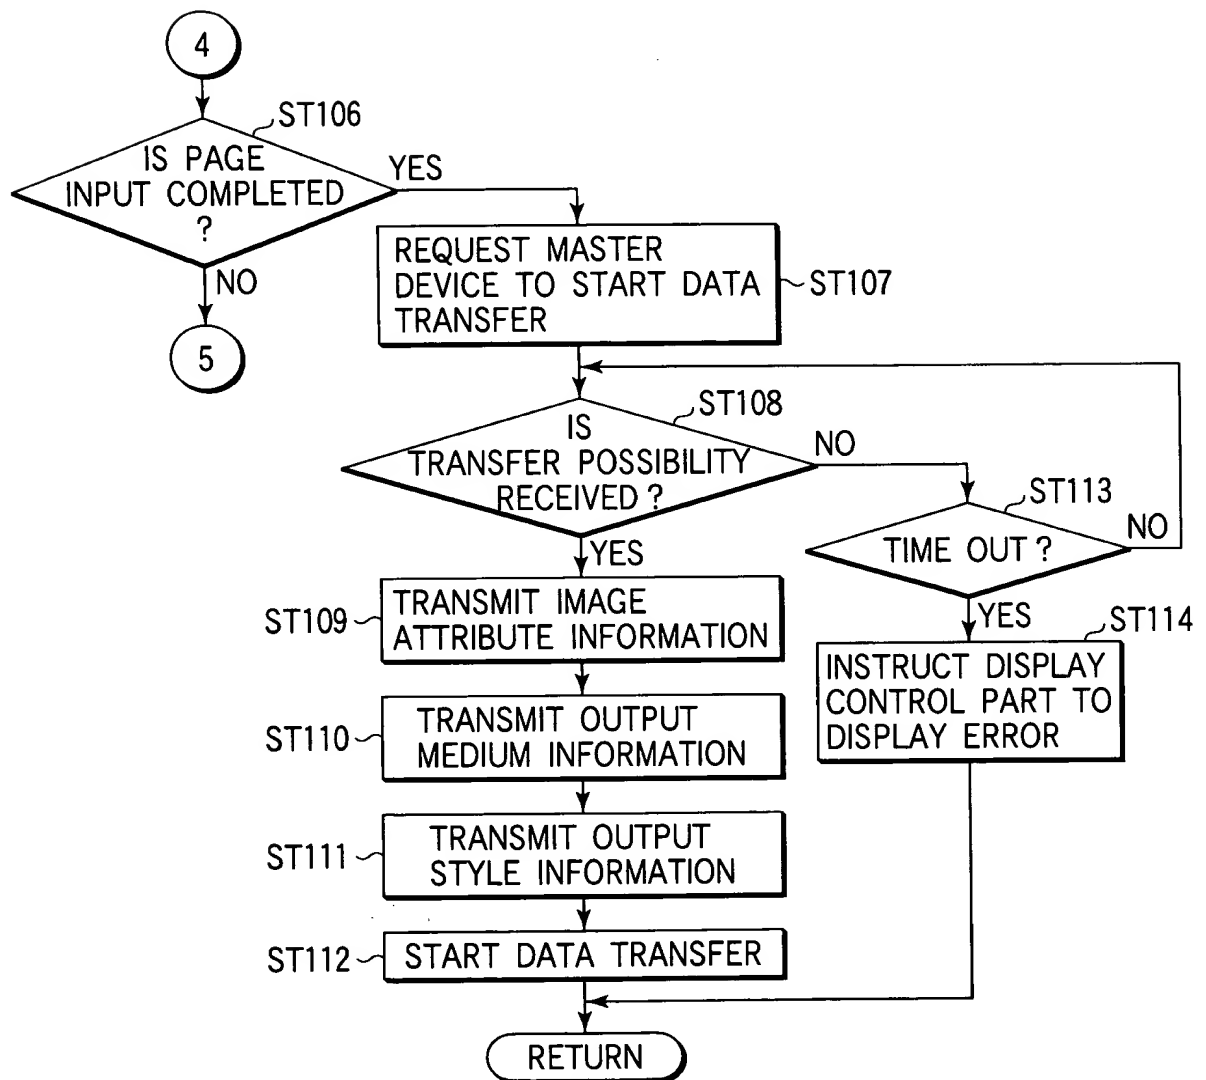 4
ST106
IS PAGE
INPUT COMPLETED
?
YES
NO
5
REQUEST MASTER
DEVICE TO START DATA
TRANSFER
ST107
ST108
IS
TRANSFER POSSIBILITY
RECEIVED?
NO
YES
ST113
TIME OUT?
NO
YES
ST109
TRANSMIT IMAGE
ATTRIBUTE INFORMATION
ST114
INSTRUCT DISPLAY
CONTROL PART TO
DISPLAY ERROR
ST110
TRANSMIT OUTPUT
MEDIUM INFORMATION
ST111
TRANSMIT OUTPUT
STYLE INFORMATION
ST112
START DATA TRANSFER
RETURN